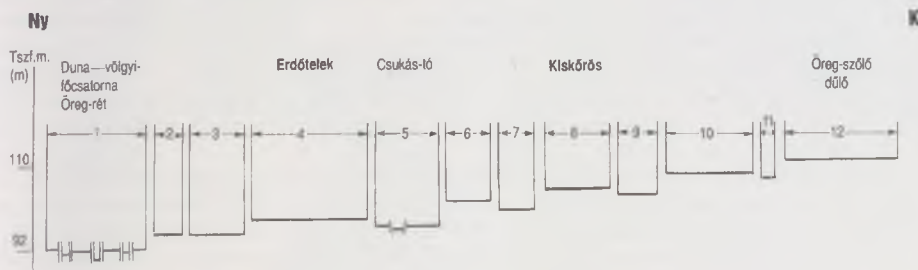 Ny
K
Tszf.m.
(m)
Duna—völgyi-
főcsatorna
Öreg-rét
Erdőtelek
Csukás-tó
Kiskőrös
Öreg-szőlő
dűlő
1 2 3 4 5 6 7 8 9 10 11 12
110
92